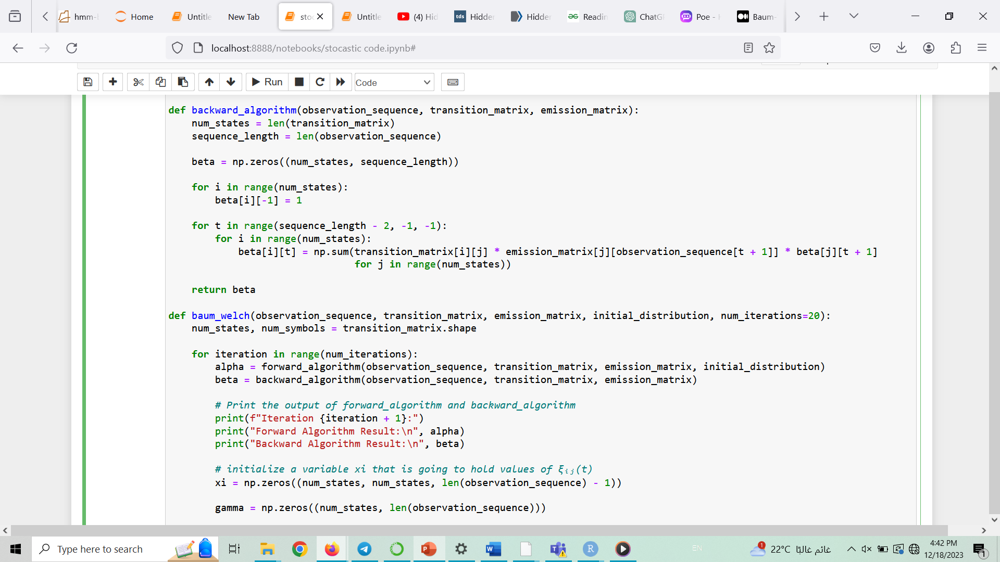 hmm-
Home
Untitle
New Tab
sto
Untitle
(4) Hid
tds
Hidde
Hidde
Readin
ChatG
Poe -
Baum-
localhost:8888/notebooks/stocastic code.ipynb#
Run
Code
def backward_algorithm(observation_sequence, transition_matrix, emission_matrix):
num_states = len(transition_matrix)
sequence_length = len(observation_sequence)
beta = np.zeros((num_states, sequence_length))
for i in range(num_states):
beta[i][-1] = 1
for t in range(sequence_length - 2, -1, -1):
for i in range(num_states):
beta[i][t] = np.sum(transition_matrix[i][j] * emission_matrix[j][observation_sequence[t + 1]] * beta[j][t + 1]
for j in range(num_states))
return beta
def baum_welch(observation_sequence, transition_matrix, emission_matrix, initial_distribution, num_iterations=20):
num_states, num_symbols = transition_matrix.shape
for iteration in range(num_iterations):
alpha = forward_algorithm(observation_sequence, transition_matrix, emission_matrix, initial_distribution)
beta = backward_algorithm(observation_sequence, transition_matrix, emission_matrix)
# Print the output of forward_algorithm and backward_algorithm
print(f"Iteration {iteration + 1}:")
print("Forward Algorithm Result:\n", alpha)
print("Backward Algorithm Result:\n", beta)
# initialize a variable xi that is going to hold values of ξᵢⱼ(t)
xi = np.zeros((num_states, num_states, len(observation_sequence) - 1))
gamma = np.zeros((num_states, len(observation_sequence)))
Type here to search
EN
1
22°C غائم غالبًا
4:42 PM
12/18/2023
1